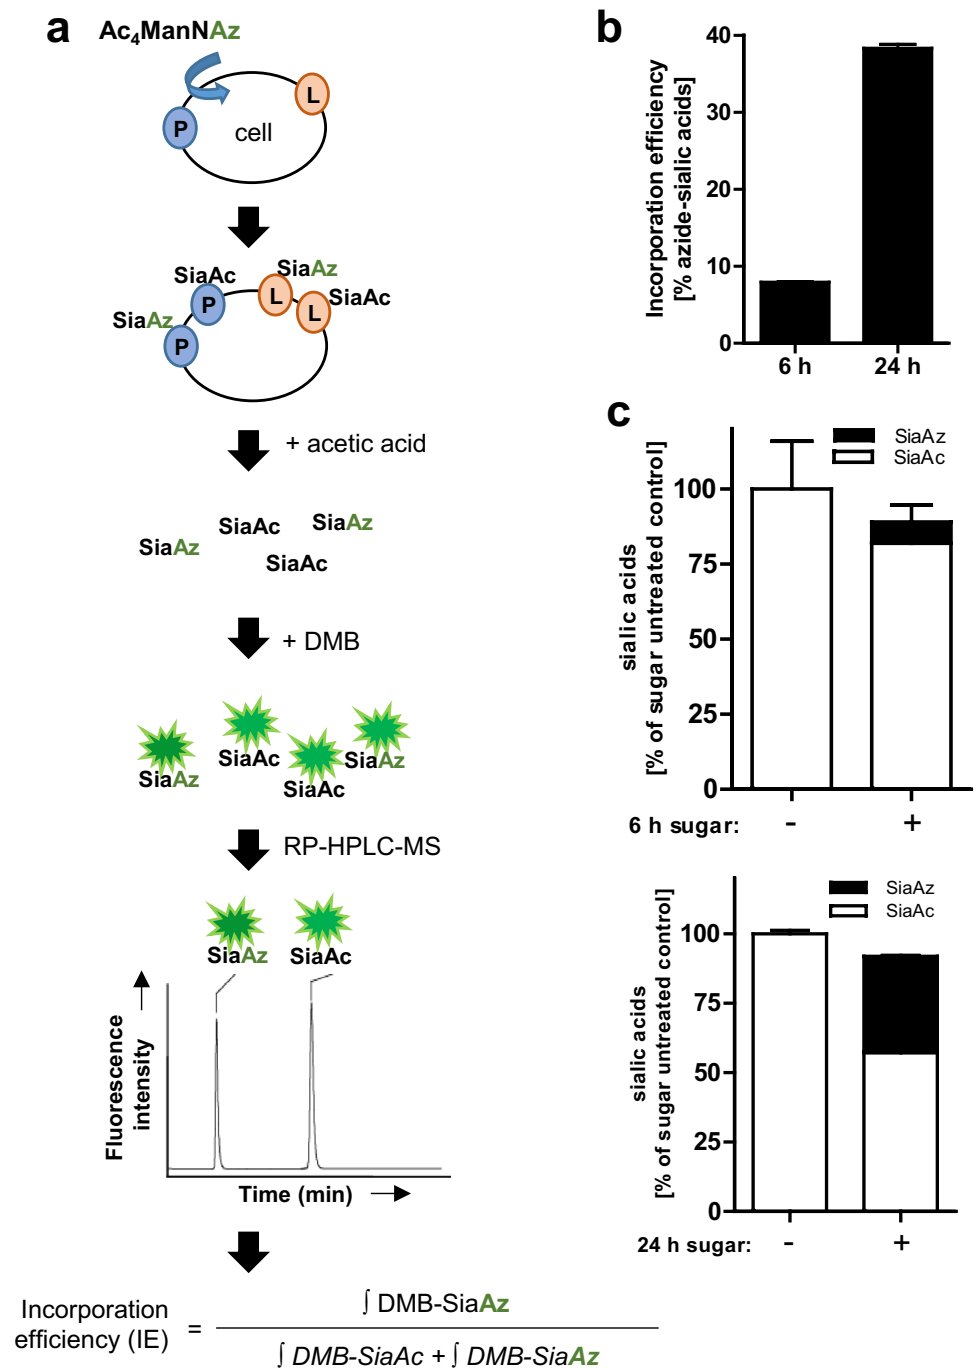 a
Ac₄ManNAz
P
L
cell
SiaAc
SiaAz
SiaAc
SiaAz
P
L
L
P
+ acetic acid
SiaAz
SiaAc
SiaAz
SiaAc
+ DMB
SiaAz
SiaAc
SiaAc
SiaAz
RP-HPLC-MS
SiaAz
SiaAc
Fluorescence
intensity
Time (min)
Incorporation
efficiency (IE)
=
∫ DMB-SiaAz
∫ DMB-SiaAc + ∫ DMB-SiaAz
b
Incorporation efficiency
[% azide-sialic acids]
40
30
20
10
0
6 h
24 h
c
SiaAz
SiaAc
sialic acids
[% of sugar untreated control]
100
75
50
25
0
6 h sugar:
-
+
SiaAz
SiaAc
sialic acids
[% of sugar untreated control]
100
75
50
25
0
24 h sugar:
-
+